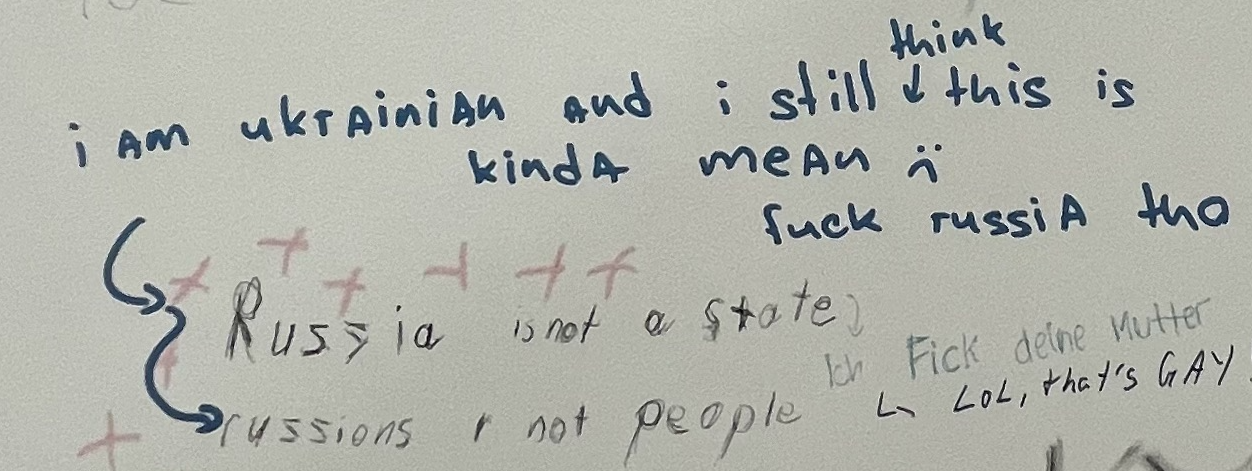 think
i am ukrainian and i still ↓ this is
kinda mean :(
fuck russia tho
Russia is not a state
russions r not people
Ich Fick deine Mutter
↳ LOL, that's GAY